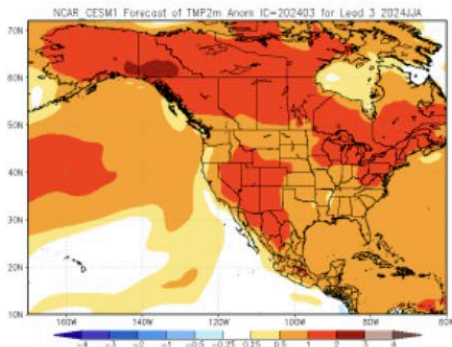 NCAR_CESM1 Forecast of TMP2m Anom IC=202403 for Lead 3 2024JJA
70N
60N
50N
40N
30N
20N
10N
160W 140W 120W 100W 80W 60W
-4 -3 -2 -1 -0.5 -0.25 0.25 0.5 1 2 3 4